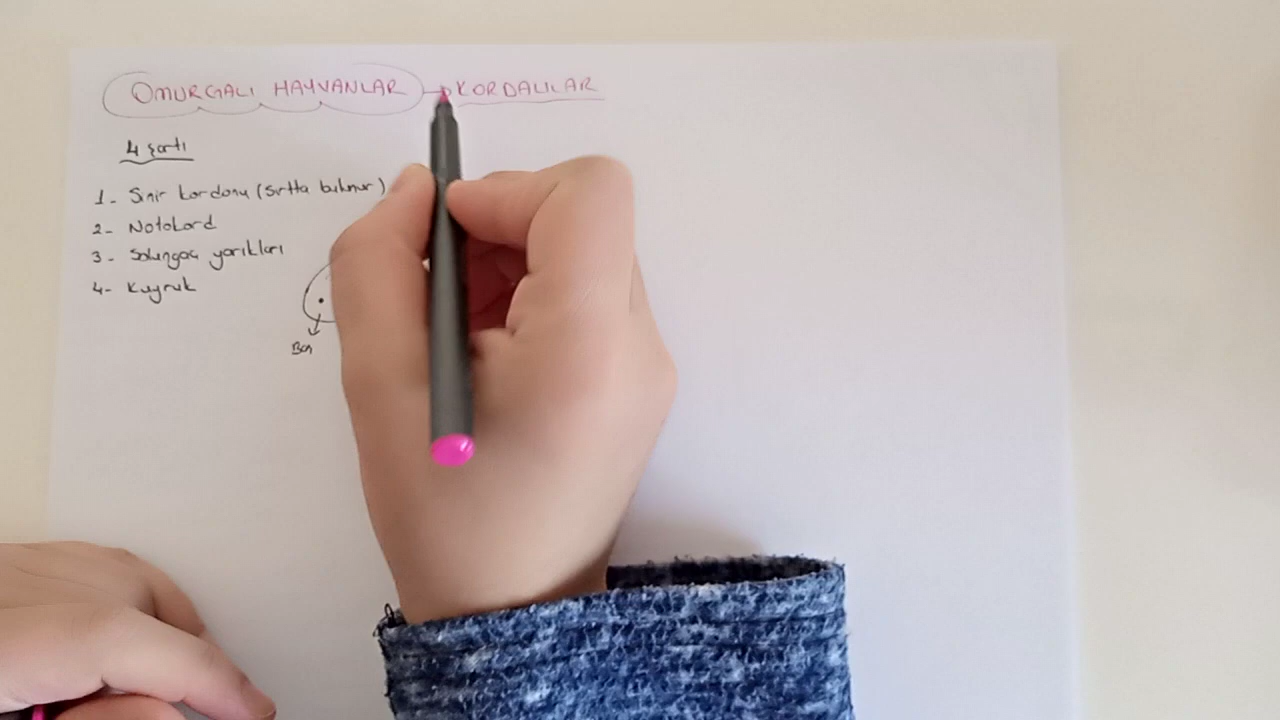 OMURGALI HAYVANLAR → KORDALILAR
4 şartı
1- Sinir kordonu (Sırtta bulunur)
2- Notokord
3- Solungaç yarıkları
4- Kuyruk
Baş